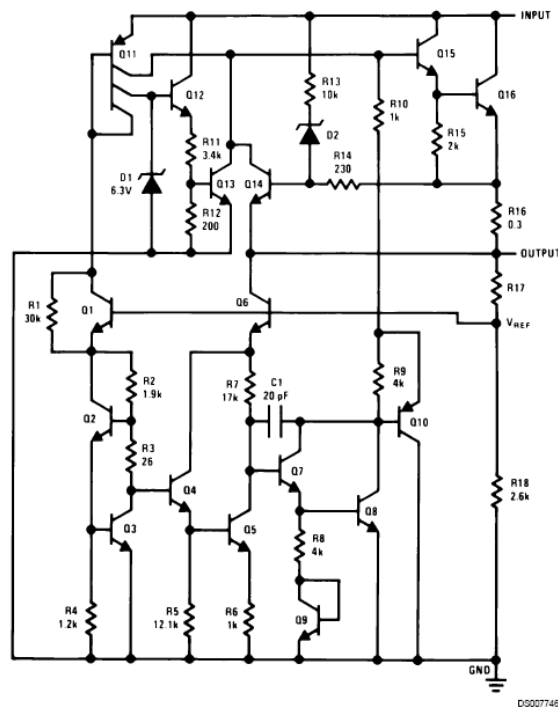 INPUT
Q11
Q15
Q12
R13
10k
R10
1k
Q16
D2
R15
2k
R11
3.4k
D1
6.3V
Q13
Q14
R14
230
R12
200
R16
0.3
OUTPUT
R17
R1
30k
Q1
Q6
VREF
R2
1.9k
R7
17k
C1
20 pF
R9
4k
Q10
Q2
R3
26
Q4
Q7
R18
2.6k
Q5
Q8
Q3
R8
4k
R4
1.2k
R5
12.1k
R6
1k
Q9
GND
DS007746